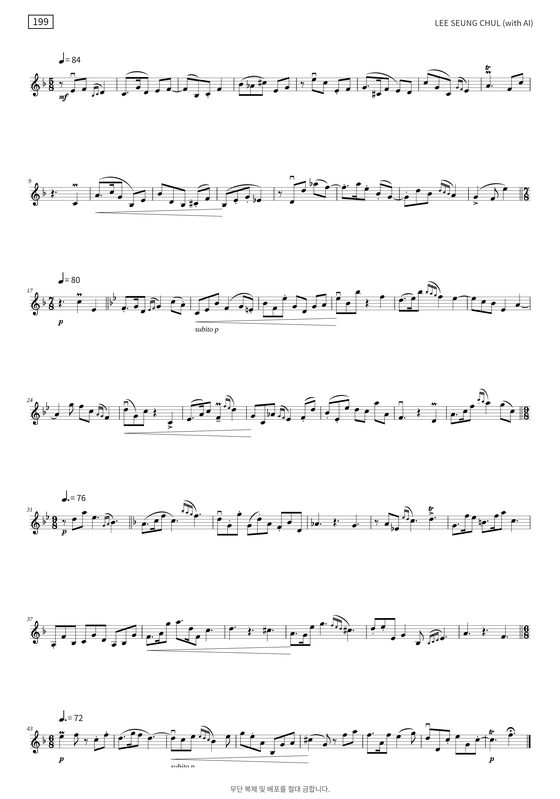 199
LEE SEUNG CHUL (with AI)
= 84
mf
9
17
= 80
p
subito p
24
31
= 76
p
37
43
= 72
p
subito p
p
무단 복제 및 배포를 절대 금합니다.